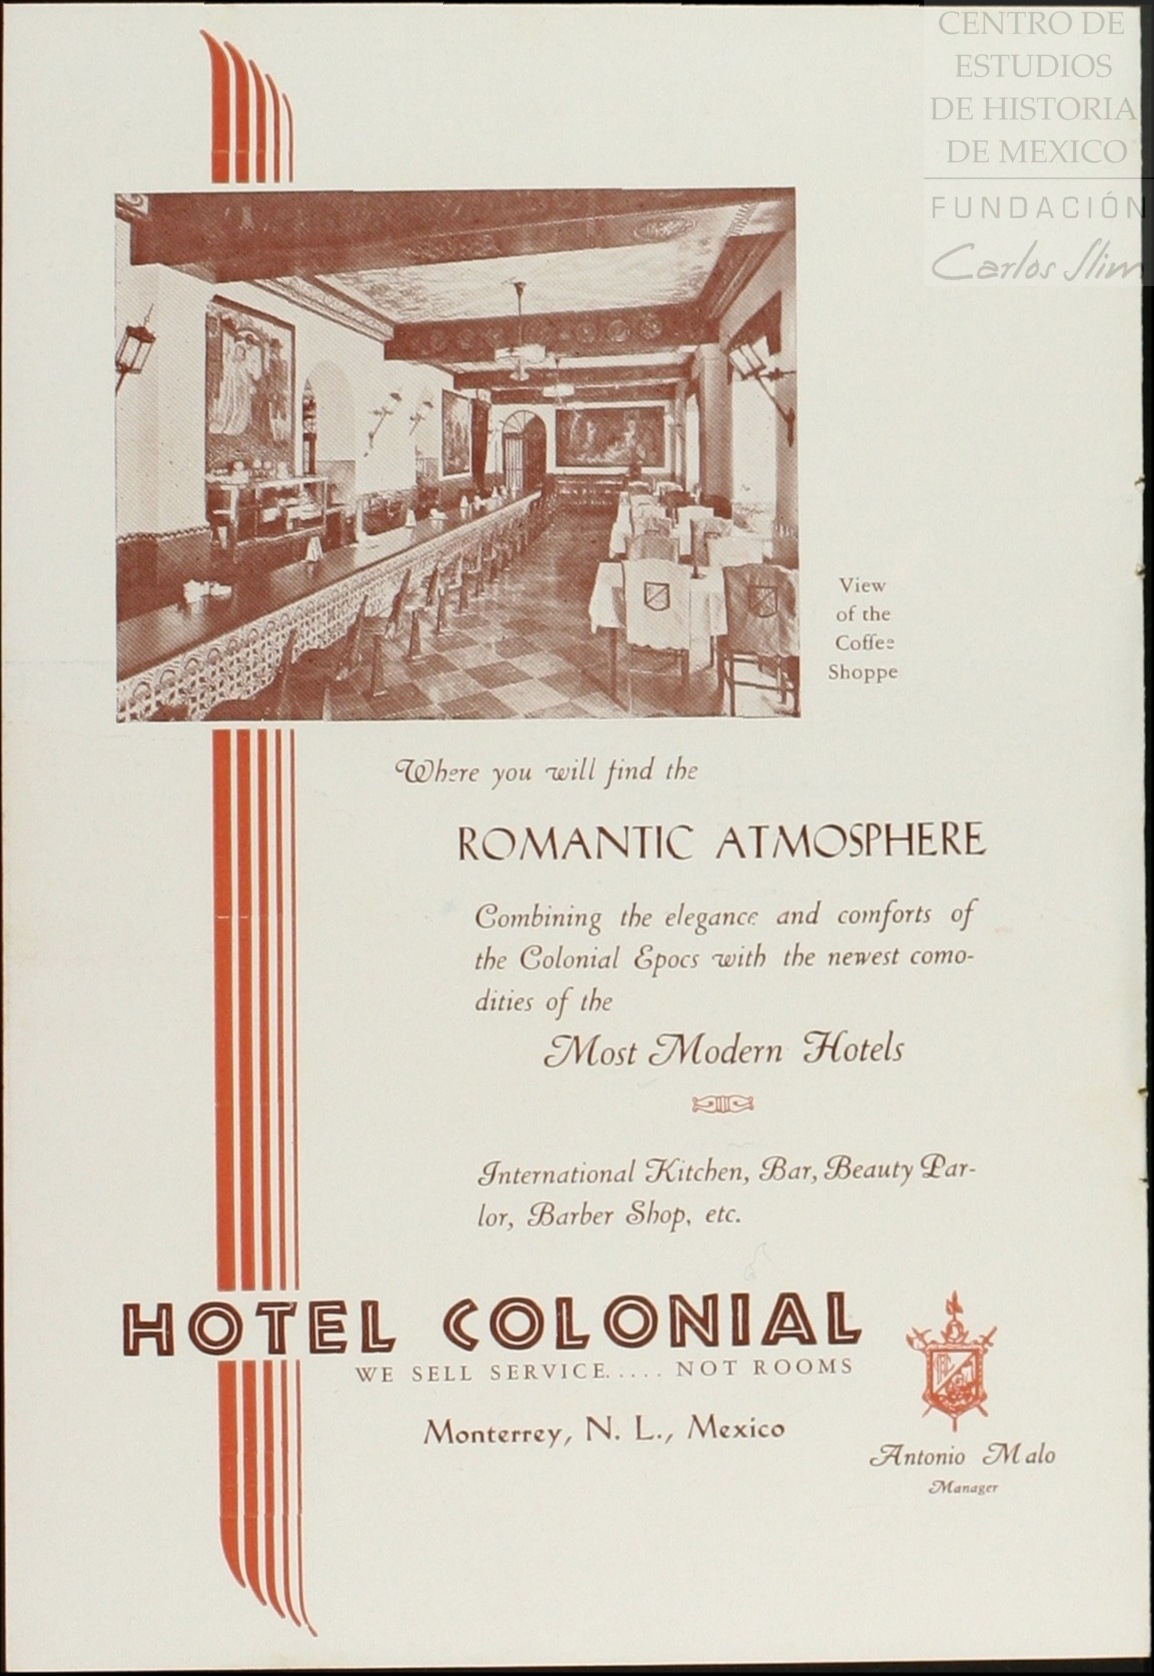 CENTRO DE
ESTUDIOS
DE HISTORIA
DE MEXICO
FUNDACIÓN
Carlos Slim
View
of the
Coffee
Shoppe
Where you will find the
ROMANTIC ATMOSPHERE
Combining the elegance and comforts of
the Colonial Epocs with the newest como-
dities of the
Most Modern Hotels
International Kitchen, Bar, Beauty Par-
lor, Barber Shop, etc.
HOTEL COLONIAL
WE SELL SERVICE..... NOT ROOMS
Monterrey, N. L., Mexico
Antonio Malo
Manager